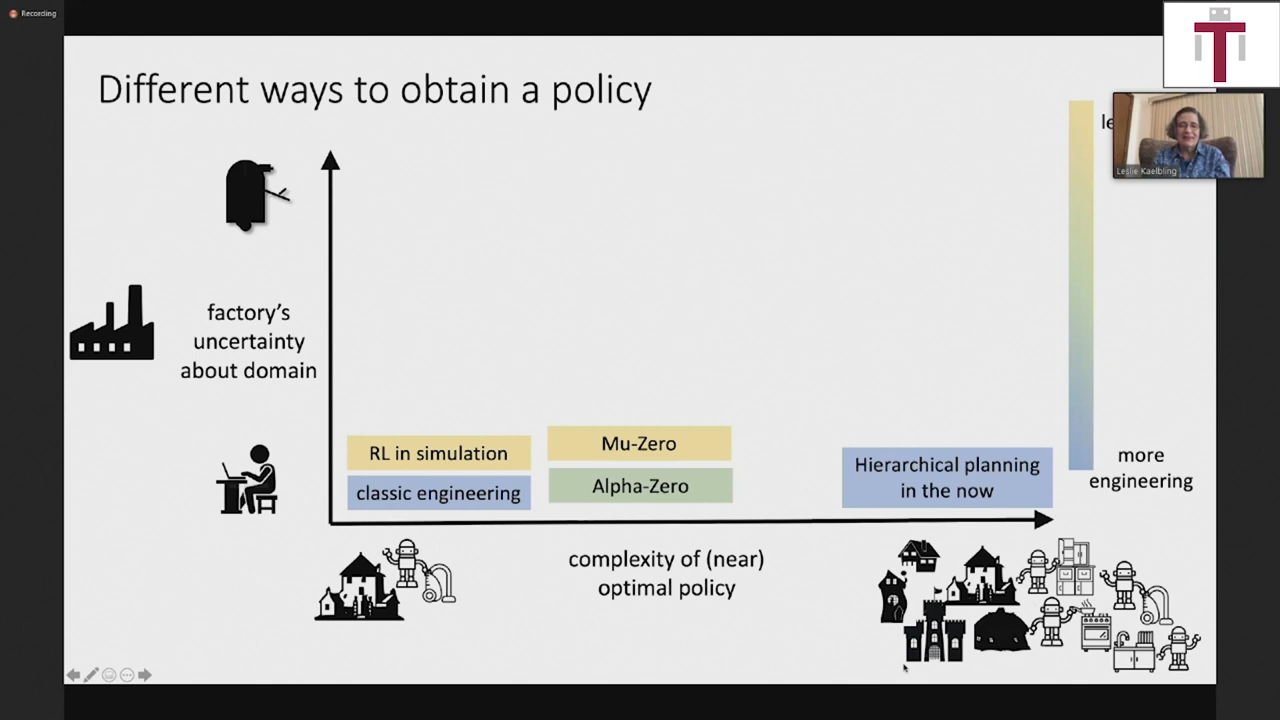 Recording
Different ways to obtain a policy
Leslie Kaelbling
factory's
uncertainty
about domain
RL in simulation
Mu-Zero
classic engineering
Alpha-Zero
Hierarchical planning
in the now
more
engineering
complexity of (near)
optimal policy